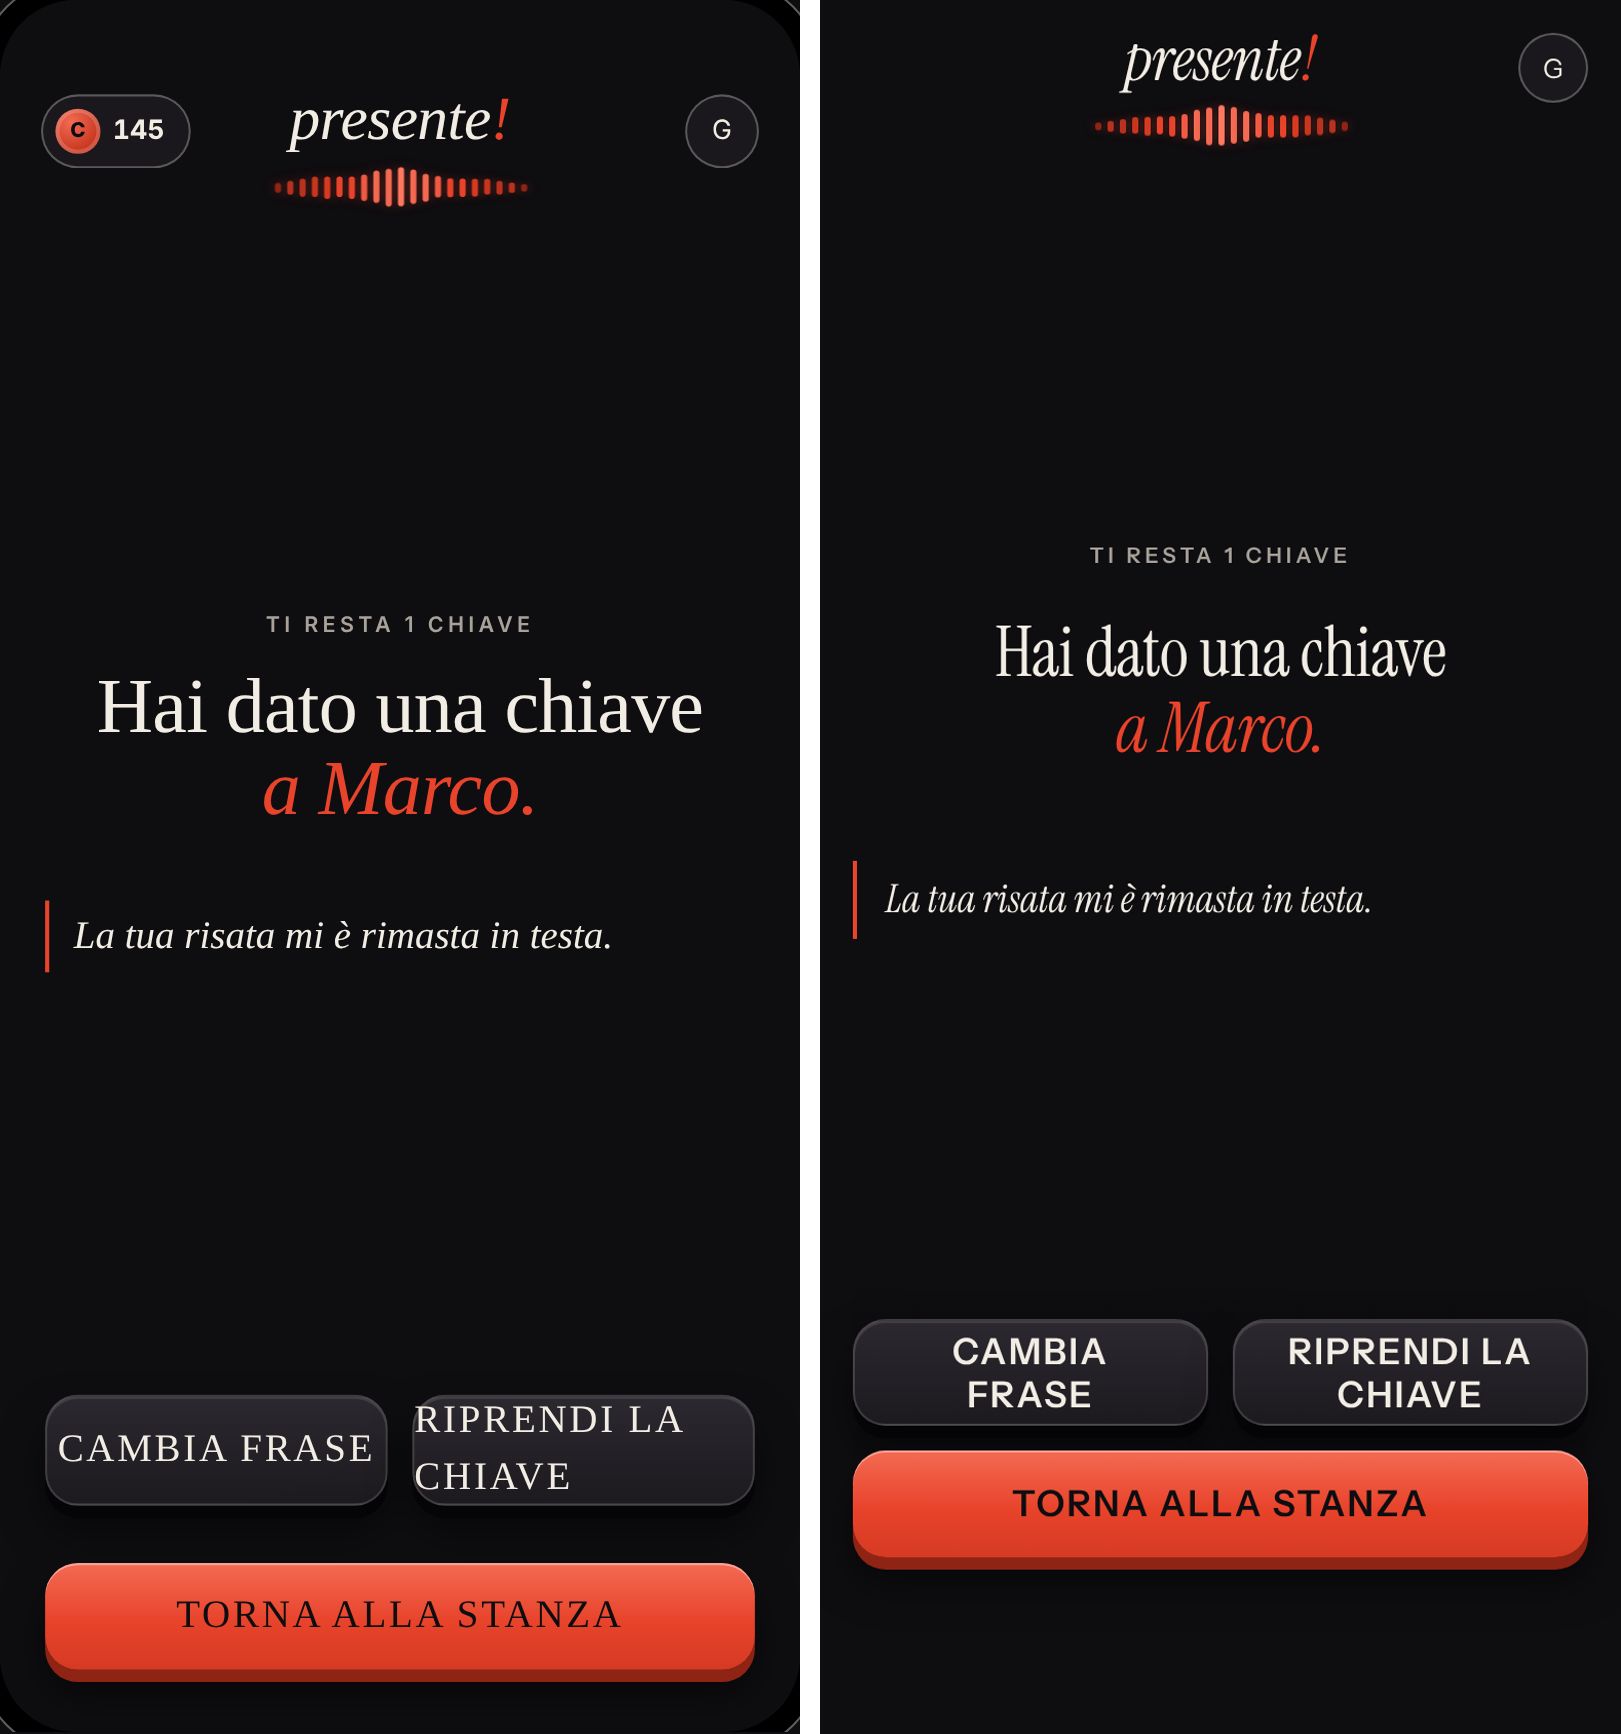 C 145
presente!
G
TI RESTA 1 CHIAVE
Hai dato una chiave
a Marco.
La tua risata mi è rimasta in testa.
CAMBIA FRASE
RIPRENDI LA
CHIAVE
TORNA ALLA STANZA
presente!
G
TI RESTA 1 CHIAVE
Hai dato una chiave
a Marco.
La tua risata mi è rimasta in testa.
CAMBIA
FRASE
RIPRENDI LA
CHIAVE
TORNA ALLA STANZA